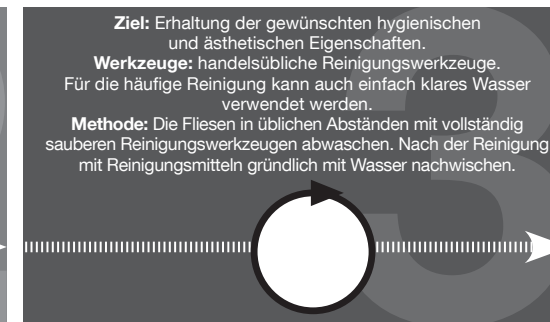 Ziel: Erhaltung der gewünschten hygienischen
und ästhetischen Eigenschaften.
Werkzeuge: handelsübliche Reinigungswerkzeuge.
Für die häufige Reinigung kann auch einfach klares Wasser
verwendet werden.
Methode: Die Fliesen in üblichen Abständen mit vollständig
sauberen Reinigungswerkzeugen abwaschen. Nach der Reinigung
mit Reinigungsmitteln gründlich mit Wasser nachwischen.
3